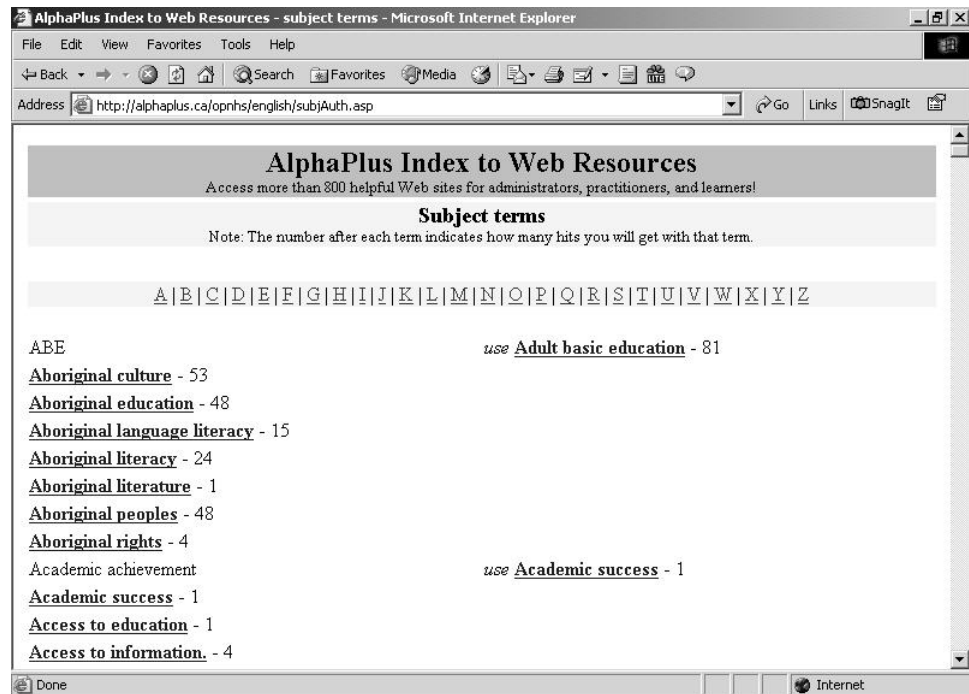 AlphaPlus Index to Web Resources - subject terms - Microsoft Internet Explorer
File Edit View Favorites Tools Help
Back Search Favorites Media
Address http://alphaplus.ca/opnhs/english/subjAuth.asp Go Links SnagIt
AlphaPlus Index to Web Resources
Access more than 800 helpful Web sites for administrators, practitioners, and learners!
Subject terms
Note: The number after each term indicates how many hits you will get with that term.
A | B | C | D | E | F | G | H | I | J | K | L | M | N | O | P | Q | R | S | T | U | V | W | X | Y | Z
ABE use Adult basic education - 81
Aboriginal culture - 53
Aboriginal education - 48
Aboriginal language literacy - 15
Aboriginal literacy - 24
Aboriginal literature - 1
Aboriginal peoples - 48
Aboriginal rights - 4
Academic achievement use Academic success - 1
Academic success - 1
Access to education - 1
Access to information. - 4
Done Internet